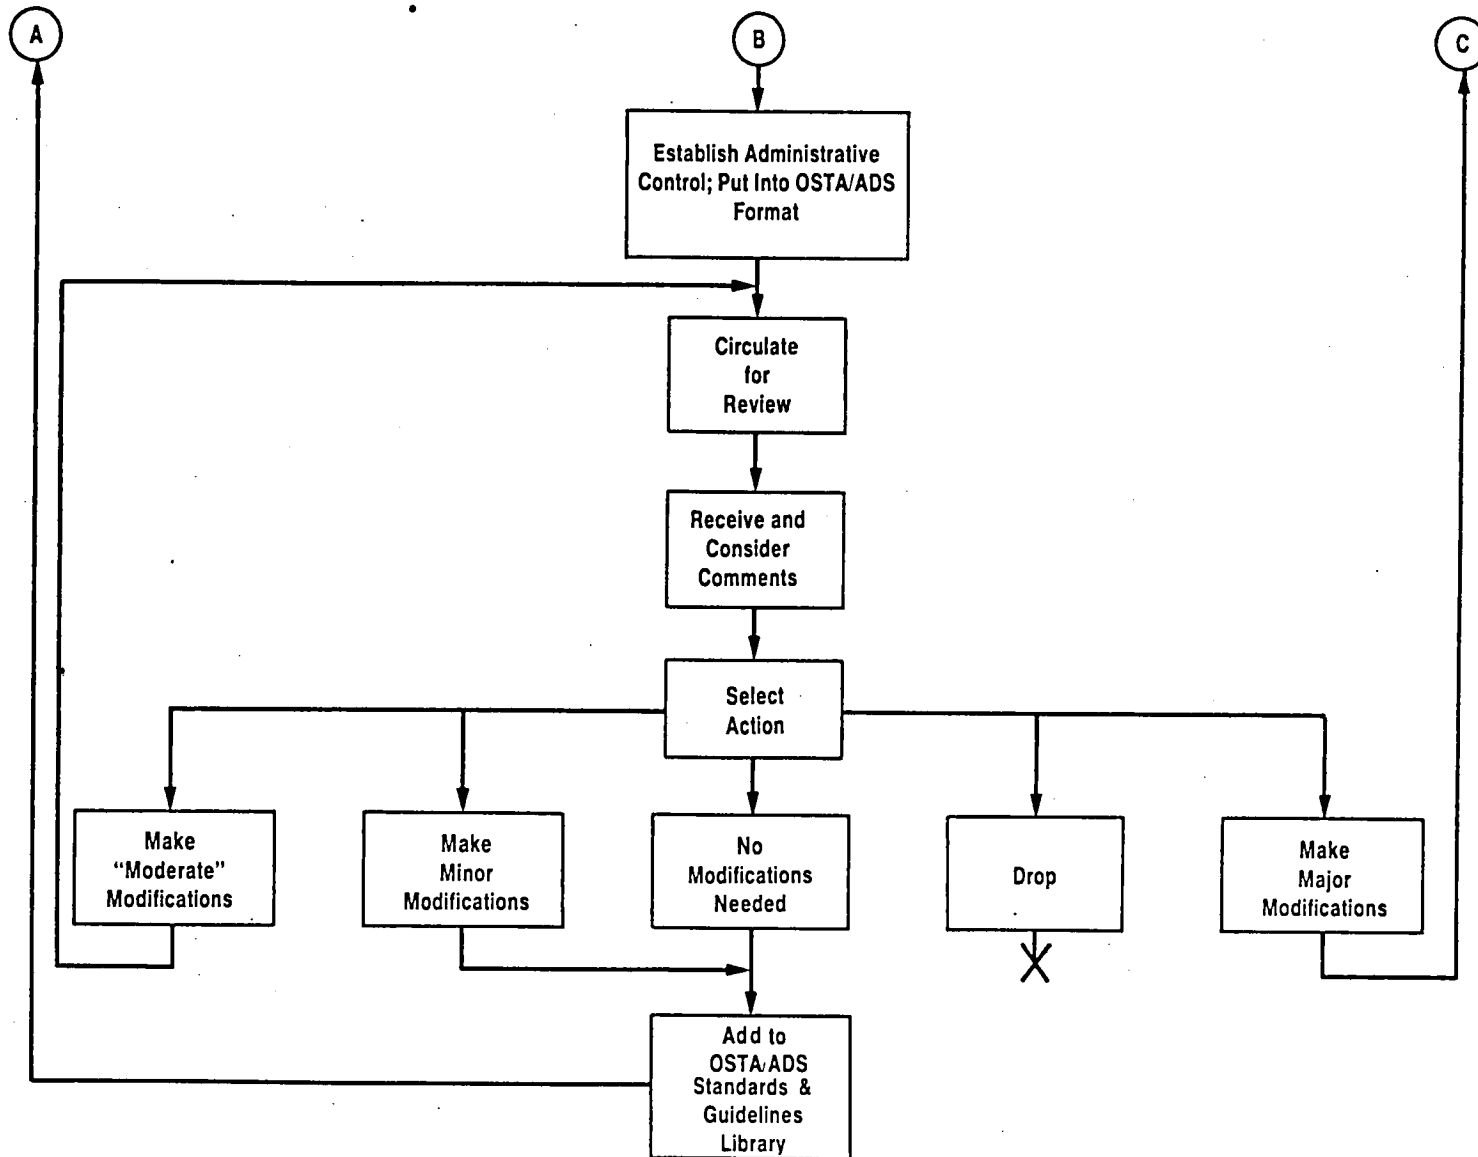 A
B
C
Establish Administrative
Control; Put Into OSTA/ADS
Format
Circulate
for
Review
Receive and
Consider
Comments
Select
Action
Make
“Moderate”
Modifications
Make
Minor
Modifications
No
Modifications
Needed
Drop
Make
Major
Modifications
Add to
OSTA/ADS
Standards &
Guidelines
Library